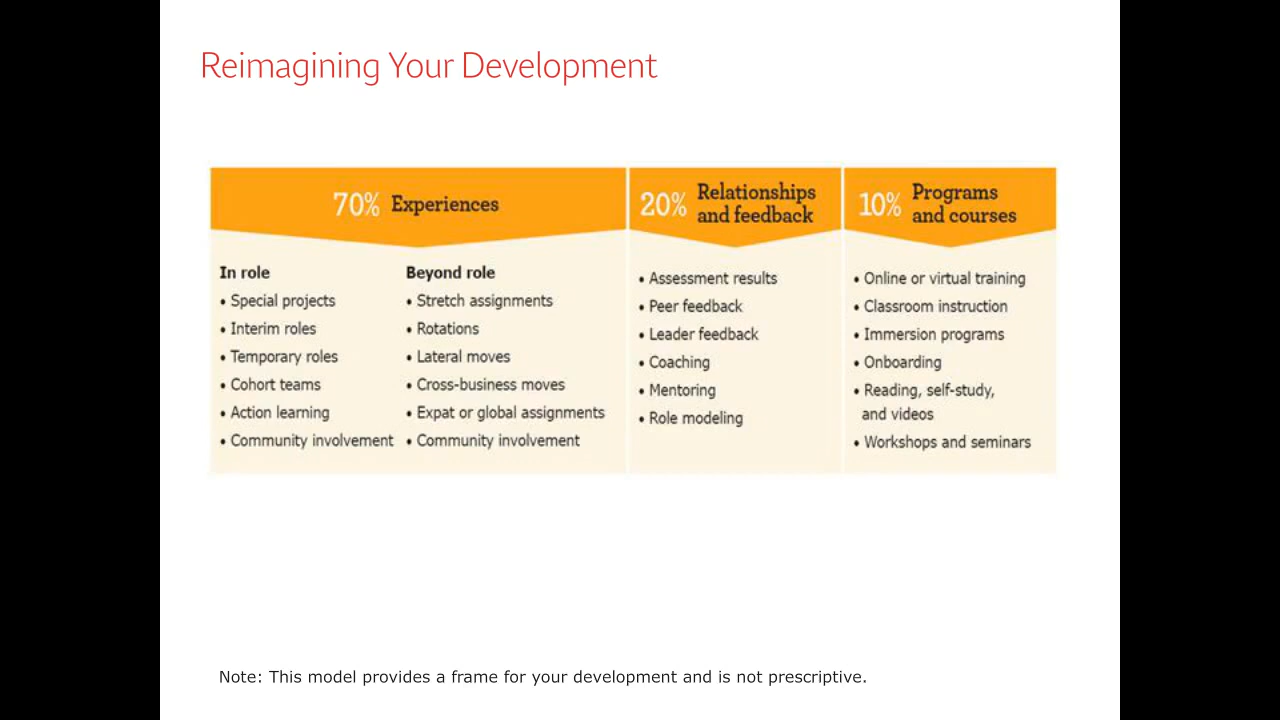 Reimagining Your Development
70% Experiences
In role
• Special projects
• Interim roles
• Temporary roles
• Cohort teams
• Action learning
• Community involvement
Beyond role
• Stretch assignments
• Rotations
• Lateral moves
• Cross-business moves
• Expat or global assignments
• Community involvement
20% Relationships
and feedback
• Assessment results
• Peer feedback
• Leader feedback
• Coaching
• Mentoring
• Role modeling
10% Programs
and courses
• Online or virtual training
• Classroom instruction
• Immersion programs
• Onboarding
• Reading, self-study,
and videos
• Workshops and seminars
Note: This model provides a frame for your development and is not prescriptive.